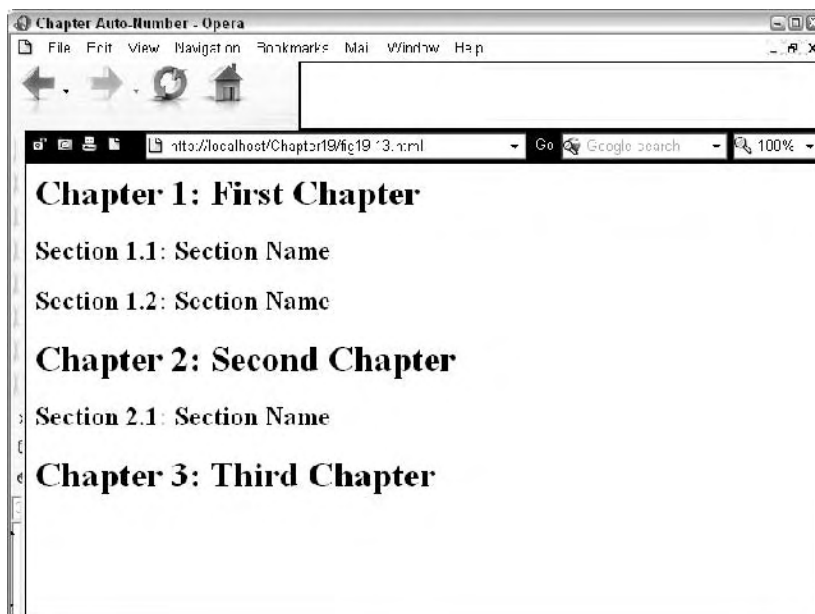 Chapter Auto-Number - Opera
File Edit View Navigation Bookmarks Mail Window Help
http://localhost/Chapter19/fig19-13.html Go Google search 100%
Chapter 1: First Chapter
Section 1.1: Section Name
Section 1.2: Section Name
Chapter 2: Second Chapter
Section 2.1: Section Name
Chapter 3: Third Chapter